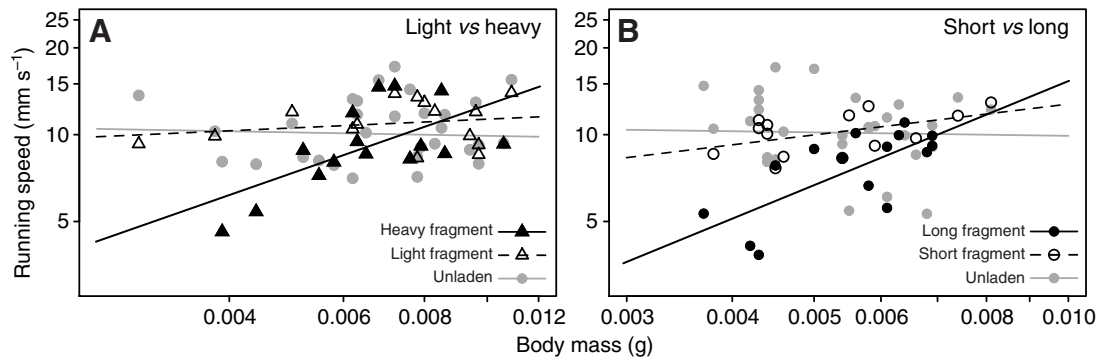 A
Light vs heavy
Running speed (mm s−1)
25
20
15
10
5
Heavy fragment
Light fragment
Unladen
0.004
0.006
0.008
0.012
B
Short vs long
25
20
15
10
5
Long fragment
Short fragment
Unladen
0.003
0.004
0.005
0.006
0.008
0.010
Body mass (g)